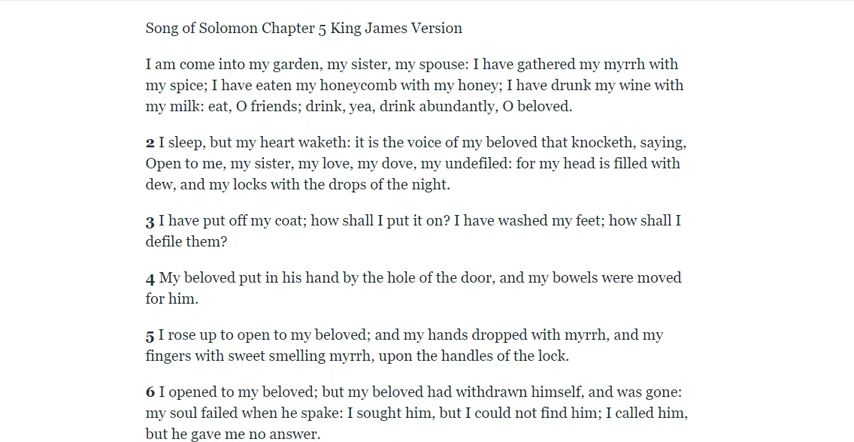 Song of Solomon Chapter 5 King James Version
I am come into my garden, my sister, my spouse: I have gathered my myrrh with
my spice; I have eaten my honeycomb with my honey; I have drunk my wine with
my milk: eat, O friends; drink, yea, drink abundantly, O beloved.
2 I sleep, but my heart waketh: it is the voice of my beloved that knocketh, saying,
Open to me, my sister, my love, my dove, my undefiled: for my head is filled with
dew, and my locks with the drops of the night.
3 I have put off my coat; how shall I put it on? I have washed my feet; how shall I
defile them?
4 My beloved put in his hand by the hole of the door, and my bowels were moved
for him.
5 I rose up to open to my beloved; and my hands dropped with myrrh, and my
fingers with sweet smelling myrrh, upon the handles of the lock.
6 I opened to my beloved; but my beloved had withdrawn himself, and was gone:
my soul failed when he spake: I sought him, but I could not find him; I called him,
but he gave me no answer.